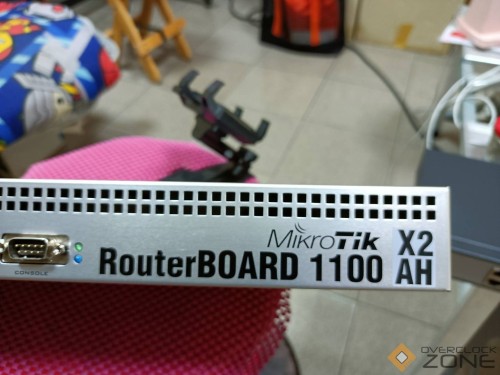 MikroTik X2
RouterBOARD 1100 AH
CONSOLE
OVERCLOCK
ZONE